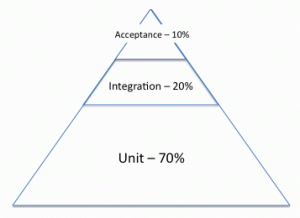 Acceptance – 10%
Integration – 20%
Unit – 70%